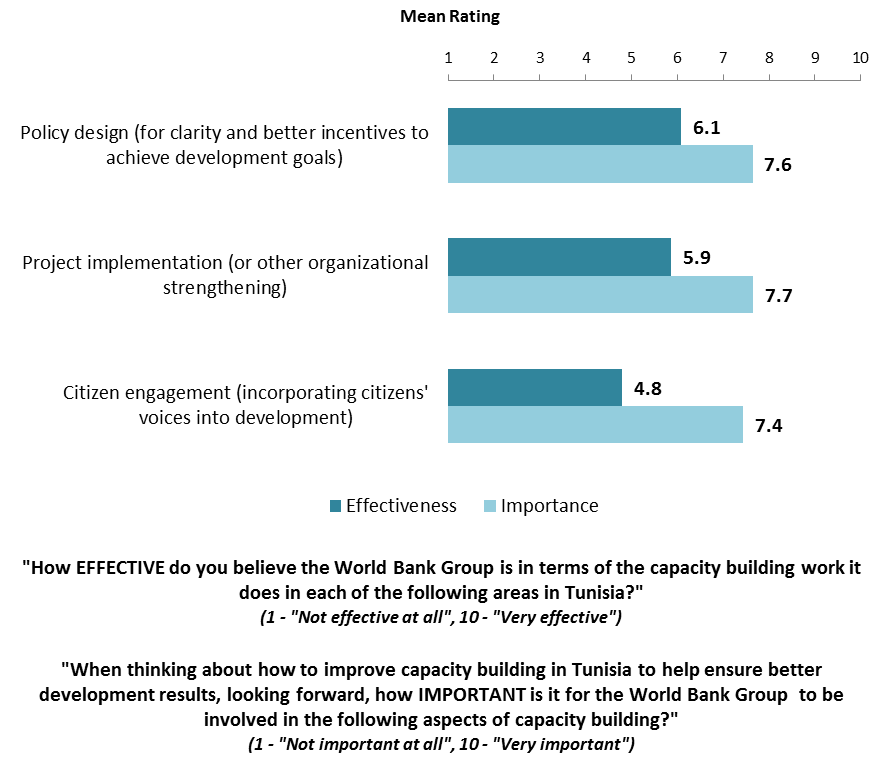 Mean Rating
1 2 3 4 5 6 7 8 9 10
Policy design (for clarity and better incentives to
achieve development goals)
6.1
7.6
Project implementation (or other organizational
strengthening)
5.9
7.7
Citizen engagement (incorporating citizens'
voices into development)
4.8
7.4
Effectiveness Importance
"How EFFECTIVE do you believe the World Bank Group is in terms of the capacity building work it
does in each of the following areas in Tunisia?"
(1 - "Not effective at all", 10 - "Very effective")
"When thinking about how to improve capacity building in Tunisia to help ensure better
development results, looking forward, how IMPORTANT is it for the World Bank Group  to be
involved in the following aspects of capacity building?"
(1 - "Not important at all", 10 - "Very important")